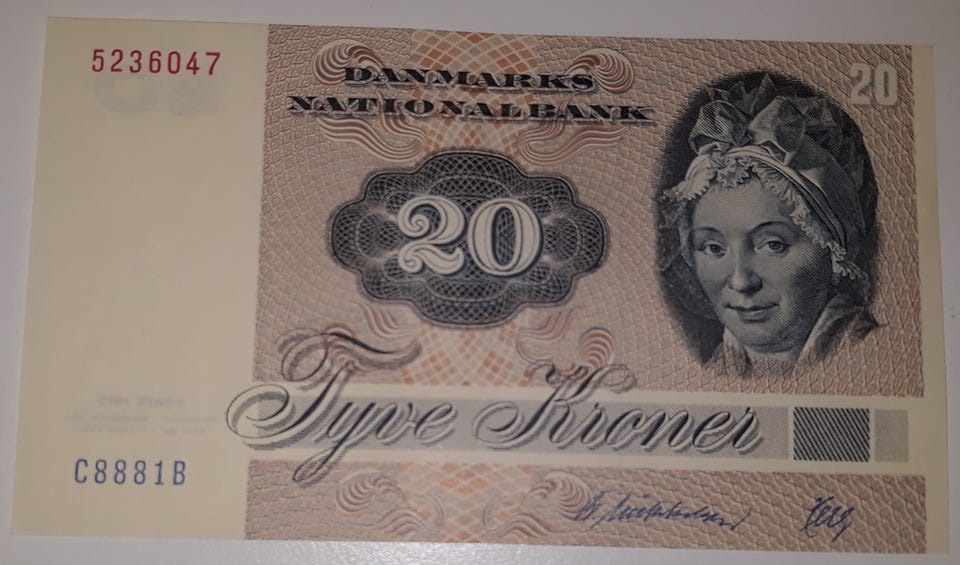 5236047
DANMARKS
NATIONALBANK
20
20
Tyve Kroner
C8881B